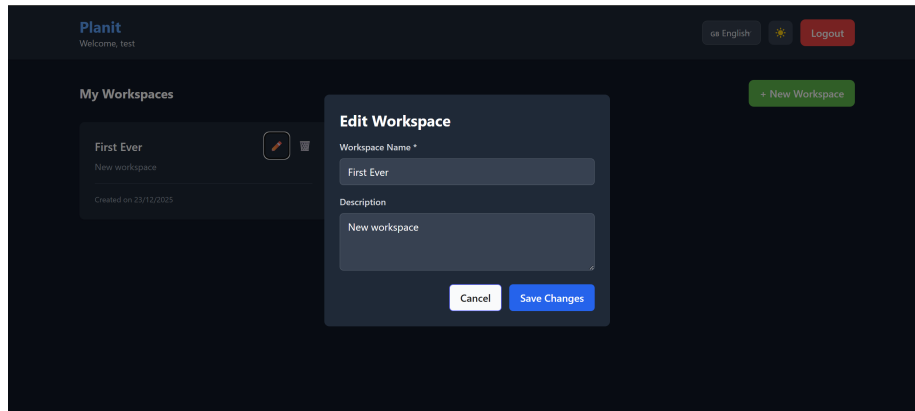 Planit
Welcome, test
GB English
Logout
My Workspaces
+ New Workspace
First Ever
New workspace
Created on 23/12/2025
Edit Workspace
Workspace Name *
First Ever
Description
New workspace
Cancel
Save Changes